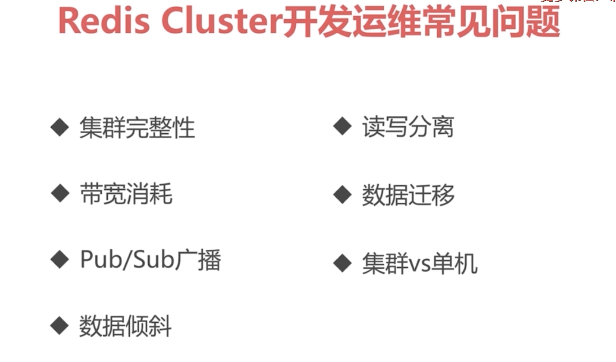 Redis Cluster开发运维常见问题
◆ 集群完整性
◆ 带宽消耗
◆ Pub/Sub广播
◆ 数据倾斜
◆ 读写分离
◆ 数据迁移
◆ 集群vs单机